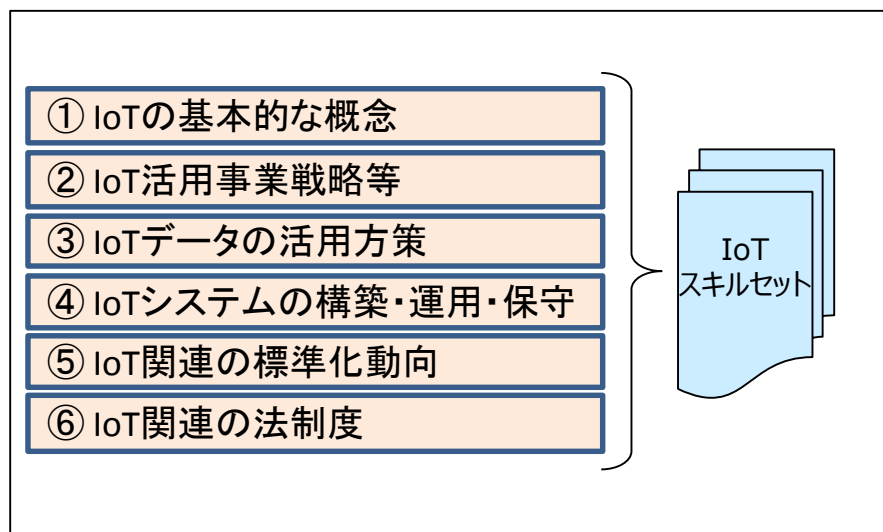 ① IoTの基本的な概念
② IoT活用事業戦略等
③ IoTデータの活用方策
④ IoTシステムの構築・運用・保守
⑤ IoT関連の標準化動向
⑥ IoT関連の法制度
IoT
スキルセット